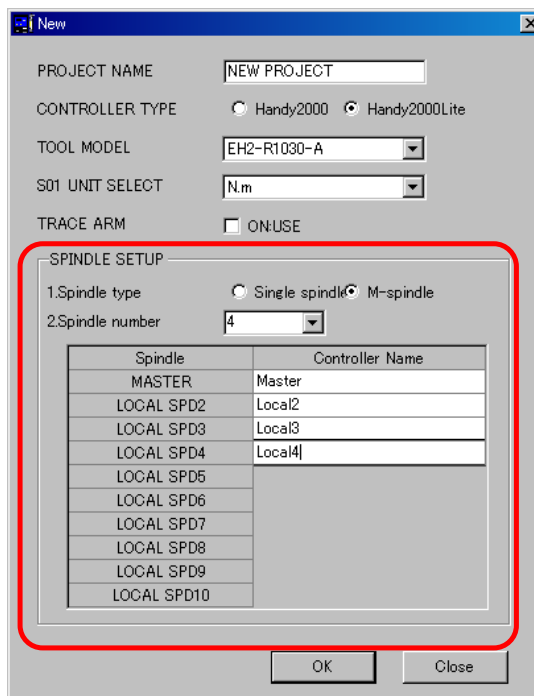 New
PROJECT NAME NEW PROJECT
CONTROLLER TYPE Handy2000 Handy2000Lite
TOOL MODEL EH2-R1030-A
S01 UNIT SELECT N.m
TRACE ARM ON:USE
SPINDLE SETUP
1.Spindle type Single spindle M-spindle
2.Spindle number 4
Spindle Controller Name
MASTER Master
LOCAL SPD2 Local2
LOCAL SPD3 Local3
LOCAL SPD4 Local4
LOCAL SPD5
LOCAL SPD6
LOCAL SPD7
LOCAL SPD8
LOCAL SPD9
LOCAL SPD10
OK Close